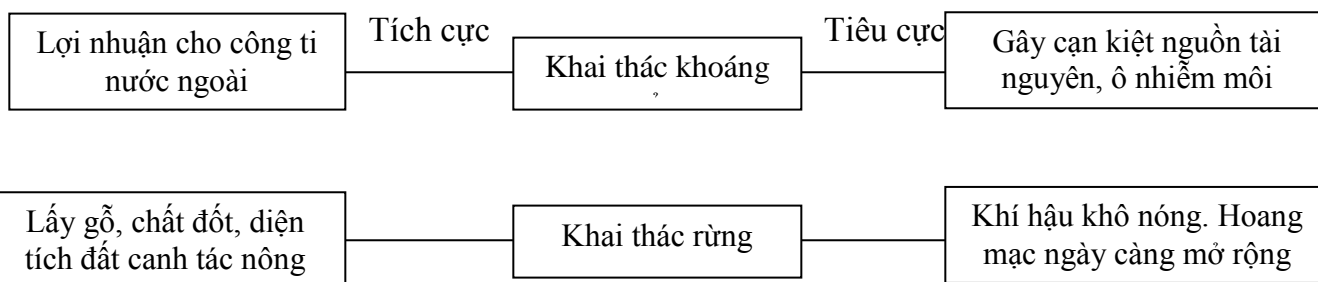 Lợi nhuận cho công ti
nước ngoài
Tích cực
Khai thác khoáng
Tiêu cực
Gây cạn kiệt nguồn tài
nguyên, ô nhiễm môi
Lấy gỗ, chất đốt, diện
tích đất canh tác nông
Khai thác rừng
Khí hậu khô nóng. Hoang
mạc ngày càng mở rộng